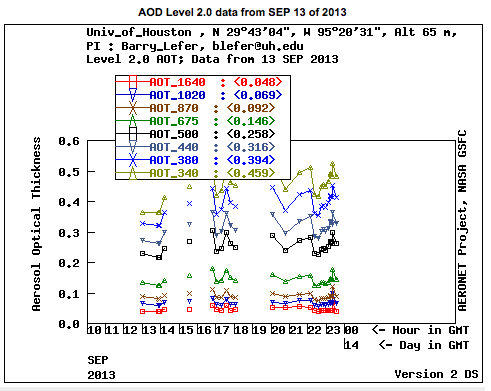 AOD Level 2.0 data from SEP 13 of 2013
Univ_of_Houston , N 29°43'04", W 95°20'31", Alt 65 m,
PI : Barry_Lefer, blefer@uh.edu
Level 2.0 AOT; Data from 13 SEP 2013
AOT_1640 : <0.048>
AOT_1020 : <0.069>
AOT_870 : <0.092>
AOT_675 : <0.146>
AOT_500 : <0.258>
AOT_440 : <0.316>
AOT_380 : <0.394>
AOT_340 : <0.459>
Aerosol Optical Thickness
0.6
0.5
0.4
0.3
0.2
0.1
0.0
AERONET Project, NASA GSFC
10 11 12 13 14 15 16 17 18 19 20 21 22 23 00 <- Hour in GMT
14 <- Day in GMT
SEP
2013
Version 2 DS